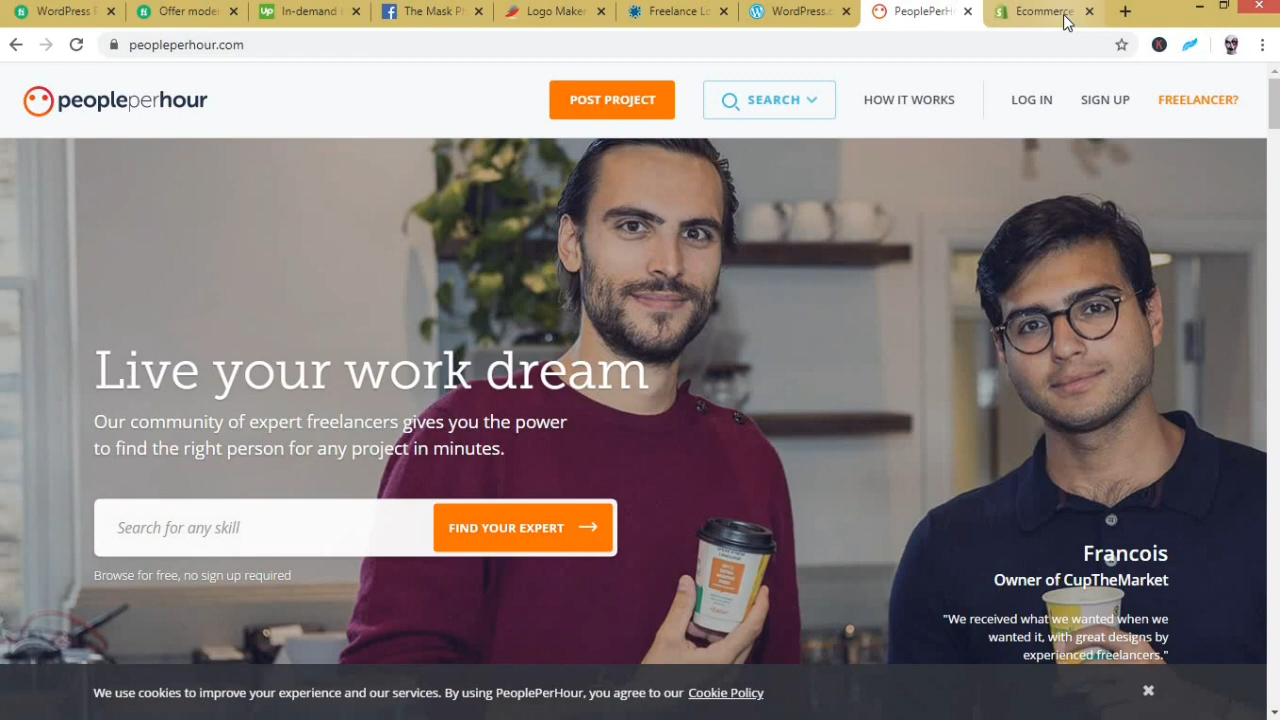 WordPress F
Offer moder
In-demand
The Mask P
Logo Maker
Freelance Lo
WordPress.c
PeoplePerH
Ecommerce
peopleperhour.com
peopleperhour
POST PROJECT
SEARCH
HOW IT WORKS
LOG IN
SIGN UP
FREELANCER?
Live your work dream
Our community of expert freelancers gives you the power
to find the right person for any project in minutes.
Search for any skill
FIND YOUR EXPERT
Browse for free, no sign up required
Francois
Owner of CupTheMarket
"We received what we wanted when we
wanted it, with great designs by
experienced freelancers."
We use cookies to improve your experience and our services. By using PeoplePerHour, you agree to our Cookie Policy